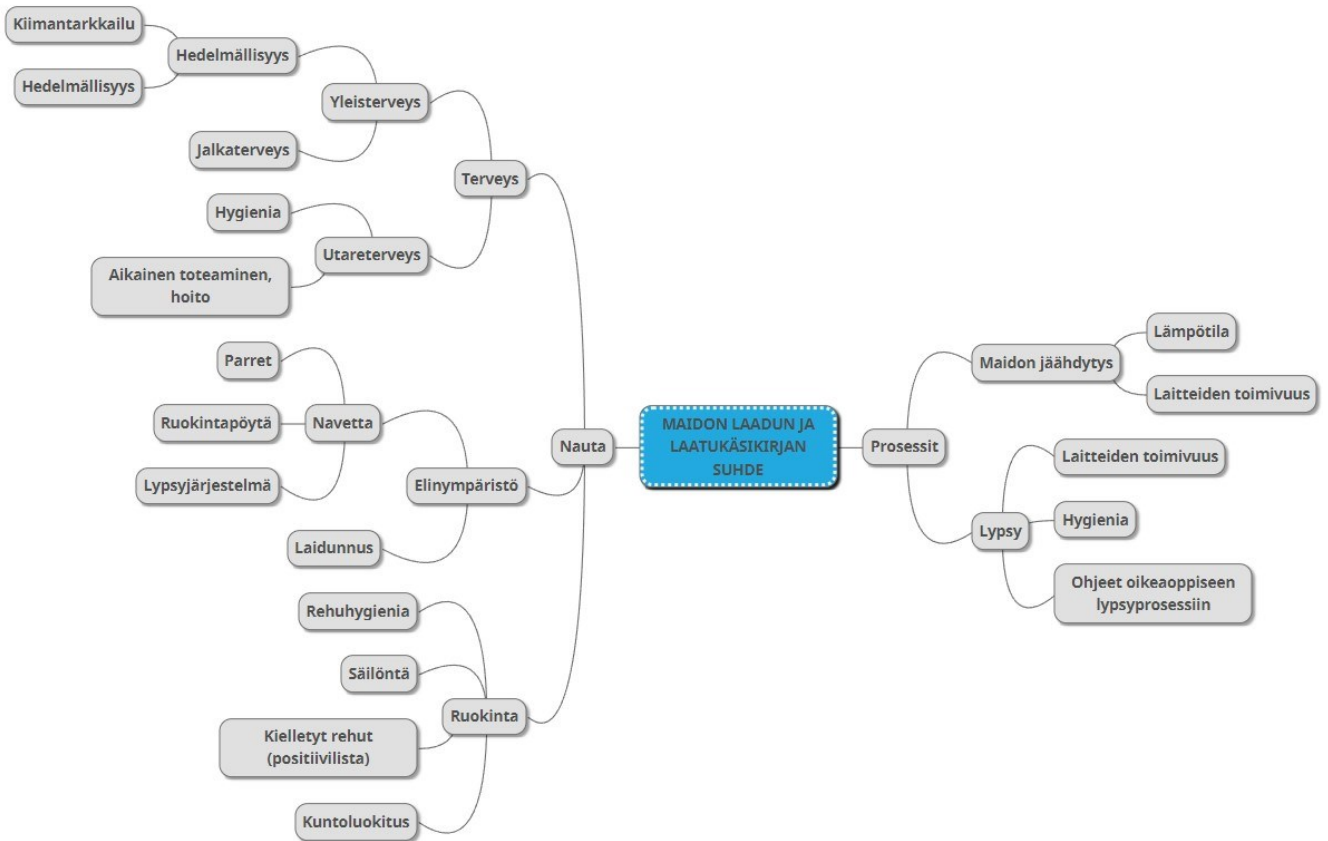 Kiimantarkkailu
Hedelmällisyys
Hedelmällisyys
Yleisterveys
Jalkaterveys
Terveys
Hygienia
Utareterveys
Aikainen toteaminen,
hoito
Parret
Ruokintapöytä
Navetta
Lypsyjärjestelmä
Elinympäristö
Laidunnus
Nauta
Rehuhygienia
Säilöntä
Ruokinta
Kielletyt rehut
(positiivilista)
Kuntoluokitus
MAIDON LAADUN JA
LAATUKÄSIKIRJAN
SUHDE
Prosessit
Maidon jäähdytys
Lämpötila
Laitteiden toimivuus
Lypsy
Laitteiden toimivuus
Hygienia
Ohjeet oikeaoppiseen
lypsyprosessiin